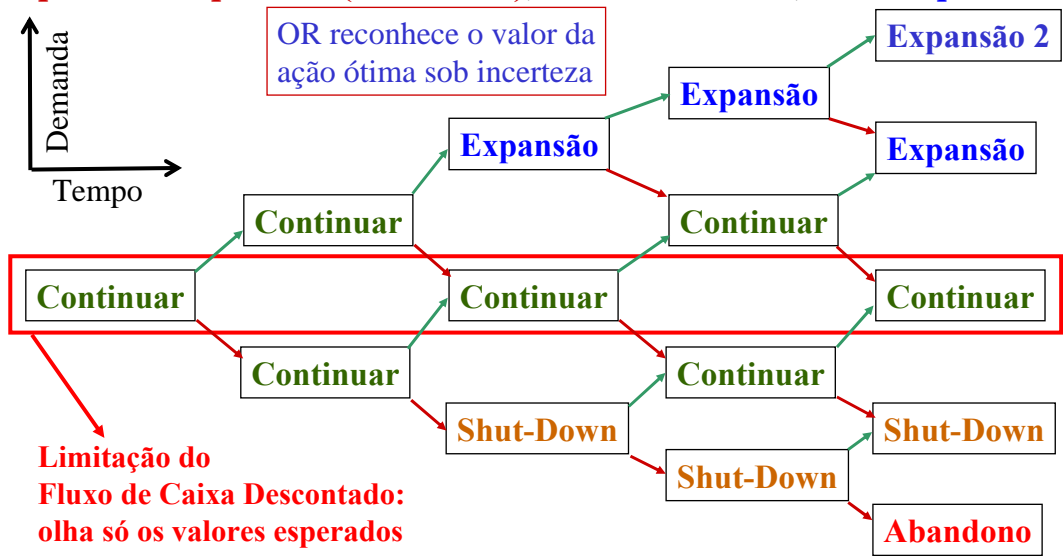 OR reconhece o valor da
ação ótima sob incerteza
Demanda
Tempo
Expansão 2
Expansão
Expansão
Expansão
Continuar
Continuar
Continuar
Continuar
Continuar
Continuar
Continuar
Shut-Down
Shut-Down
Shut-Down
Abandono
Limitação do
Fluxo de Caixa Descontado:
olha só os valores esperados